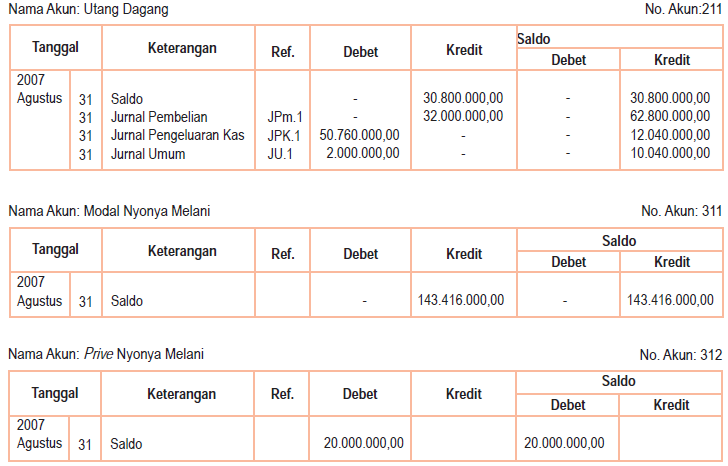 Nama Akun: Utang Dagang No. Akun:211
Tanggal Keterangan Ref. Debet Kredit Saldo
Debet Kredit
2007
Agustus 31 Saldo - 30.800.000,00 - 30.800.000,00
31 Jurnal Pembelian JPm.1 - 32.000.000,00 - 62.800.000,00
31 Jurnal Pengeluaran Kas JPK.1 50.760.000,00 - - 12.040.000,00
31 Jurnal Umum JU.1 2.000.000,00 - - 10.040.000,00
Nama Akun: Modal Nyonya Melani No. Akun: 311
Tanggal Keterangan Ref. Debet Kredit Saldo
Debet Kredit
2007
Agustus 31 Saldo - 143.416.000,00 - 143.416.000,00
Nama Akun: Prive Nyonya Melani No. Akun: 312
Tanggal Keterangan Ref. Debet Kredit Saldo
Debet Kredit
2007
Agustus 31 Saldo 20.000.000,00 20.000.000,00